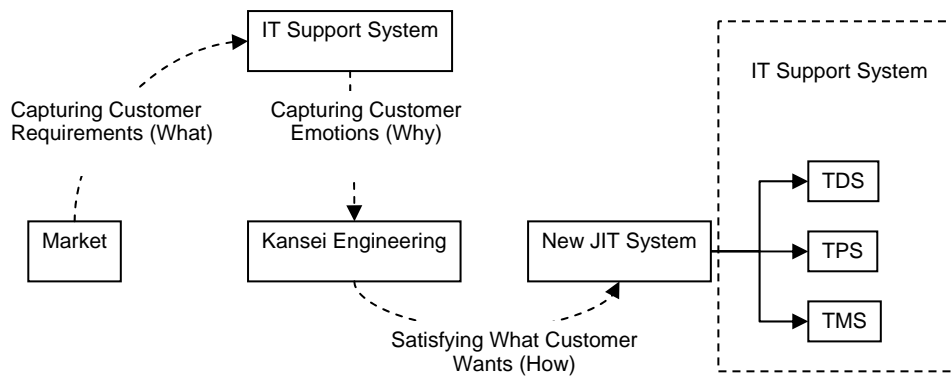 IT Support System
IT Support System
Capturing Customer
Requirements (What)
Capturing Customer
Emotions (Why)
TDS
Market
Kansei Engineering
New JIT System
TPS
TMS
Satisfying What Customer
Wants (How)